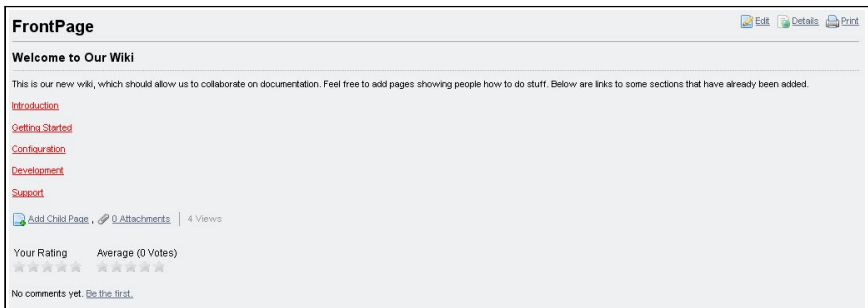 FrontPage Edit Details Print
Welcome to Our Wiki
This is our new wiki, which should allow us to collaborate on documentation. Feel free to add pages showing people how to do stuff. Below are links to some sections that have already been added.
Introduction
Getting Started
Configuration
Development
Support
Add Child Page , 0 Attachments | 4 Views
Your Rating Average (0 Votes)
No comments yet. Be the first.